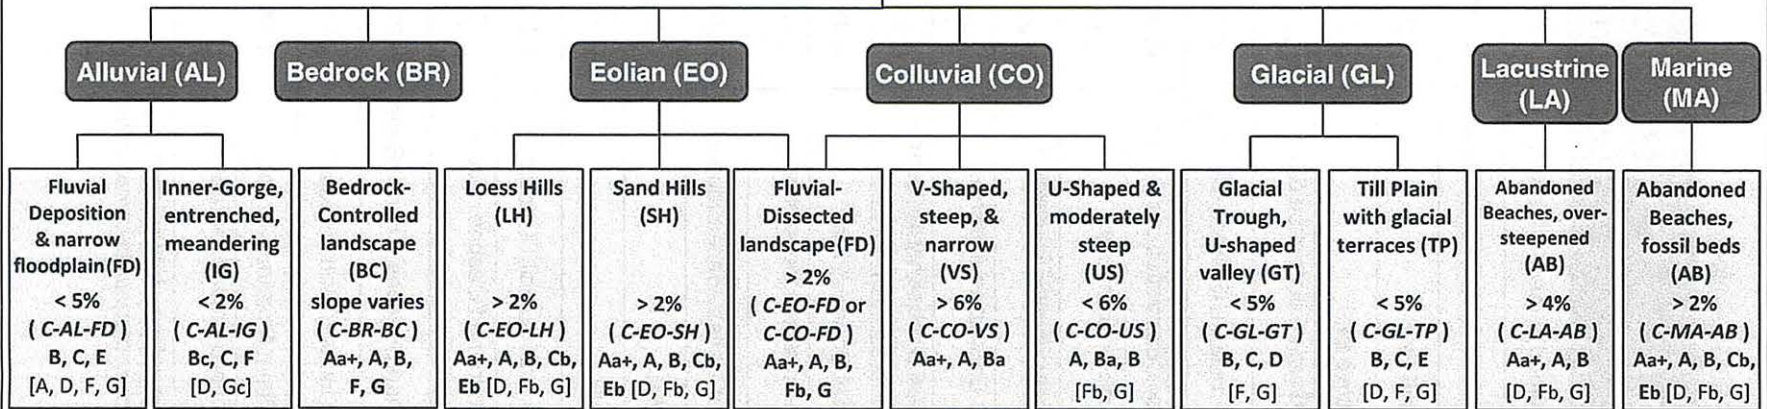 Alluvial (AL)
Bedrock (BR)
Eolian (EO)
Colluvial (CO)
Glacial (GL)
Lacustrine
(LA)
Marine
(MA)
Fluvial
Deposition
& narrow
floodplain(FD)
< 5%
( C-AL-FD )
B, C, E
[A, D, F, G]
Inner-Gorge,
entrenched,
meandering
(IG)
< 2%
( C-AL-IG )
Bc, C, F
[D, Gc]
Bedrock-
Controlled
landscape
(BC)
slope varies
( C-BR-BC )
Aa+, A, B,
F, G
Loess Hills
(LH)
> 2%
( C-EO-LH )
Aa+, A, B, Cb,
Eb [D, Fb, G]
Sand Hills
(SH)
> 2%
( C-EO-SH )
Aa+, A, B, Cb,
Eb [D, Fb, G]
Fluvial-
Dissected
landscape(FD)
> 2%
( C-EO-FD or
C-CO-FD )
Aa+, A, B,
Fb, G
V-Shaped,
steep, &
narrow
(VS)
> 6%
( C-CO-VS )
Aa+, A, Ba
U-Shaped &
moderately
steep
(US)
< 6%
( C-CO-US )
A, Ba, B
[Fb, G]
Glacial
Trough,
U-shaped
valley (GT)
< 5%
( C-GL-GT )
B, C, D
[F, G]
Till Plain
with glacial
terraces (TP)
< 5%
( C-GL-TP )
B, C, E
[D, F, G]
Abandoned
Beaches, over-
steepened
(AB)
> 4%
( C-LA-AB )
Aa+, A, B
[D, Fb, G]
Abandoned
Beaches,
fossil beds
(AB)
> 2%
( C-MA-AB )
Aa+, A, B, Cb,
Eb [D, Fb, G]